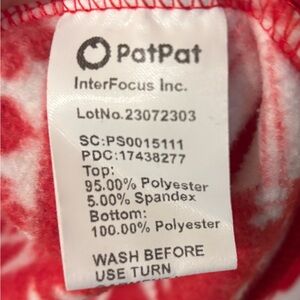 PatPat
InterFocus Inc.
LotNo.23072303
SC:PS0015111
PDC:17438277
Top:
95.00% Polyester
5.00% Spandex
Bottom:
100.00% Polyester
WASH BEFORE
USE TURN